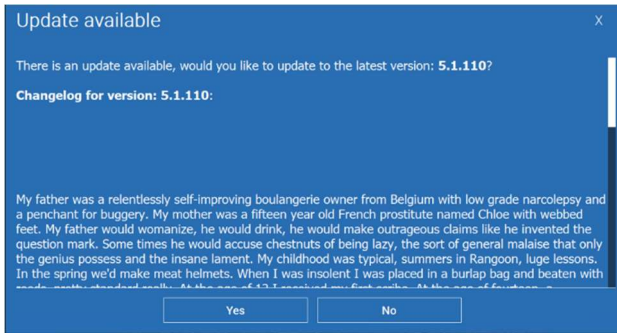 Update available
X
There is an update available, would you like to update to the latest version: 5.1.110?
Changelog for version: 5.1.110:
My father was a relentlessly self-improving boulangerie owner from Belgium with low grade narcolepsy and
a penchant for buggery. My mother was a fifteen year old French prostitute named Chloe with webbed
feet. My father would womanize, he would drink, he would make outrageous claims like he invented the
question mark. Some times he would accuse chestnuts of being lazy, the sort of general malaise that only
the genius possess and the insane lament. My childhood was typical, summers in Rangoon, luge lessons.
In the spring we'd make meat helmets. When I was insolent I was placed in a burlap bag and beaten with
Yes
No